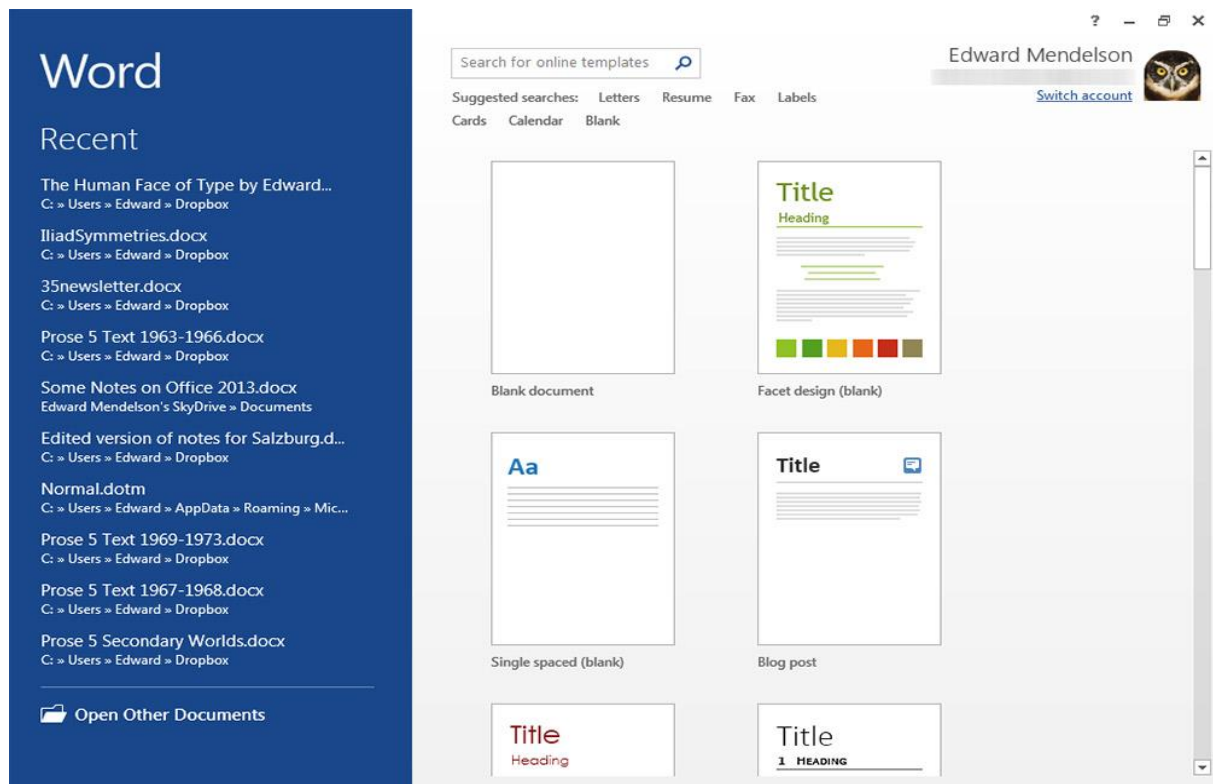 ?
Word
Recent
The Human Face of Type by Edward...
C: » Users » Edward » Dropbox
IliadSymmetries.docx
C: » Users » Edward » Dropbox
35newsletter.docx
C: » Users » Edward » Dropbox
Prose 5 Text 1963-1966.docx
C: » Users » Edward » Dropbox
Some Notes on Office 2013.docx
Edward Mendelson's SkyDrive » Documents
Edited version of notes for Salzburg.d...
C: » Users » Edward » Dropbox
Normal.dotm
C: » Users » Edward » AppData » Roaming » Mic...
Prose 5 Text 1969-1973.docx
C: » Users » Edward » Dropbox
Prose 5 Text 1967-1968.docx
C: » Users » Edward » Dropbox
Prose 5 Secondary Worlds.docx
C: » Users » Edward » Dropbox
Open Other Documents
Search for online templates
Edward Mendelson
Switch account
Suggested searches: Letters Resume Fax Labels
Cards Calendar Blank
Blank document
Title
Heading
Facet design (blank)
Aa
Single spaced (blank)
Title
Blog post
Title
Heading
Title
1 HEADING